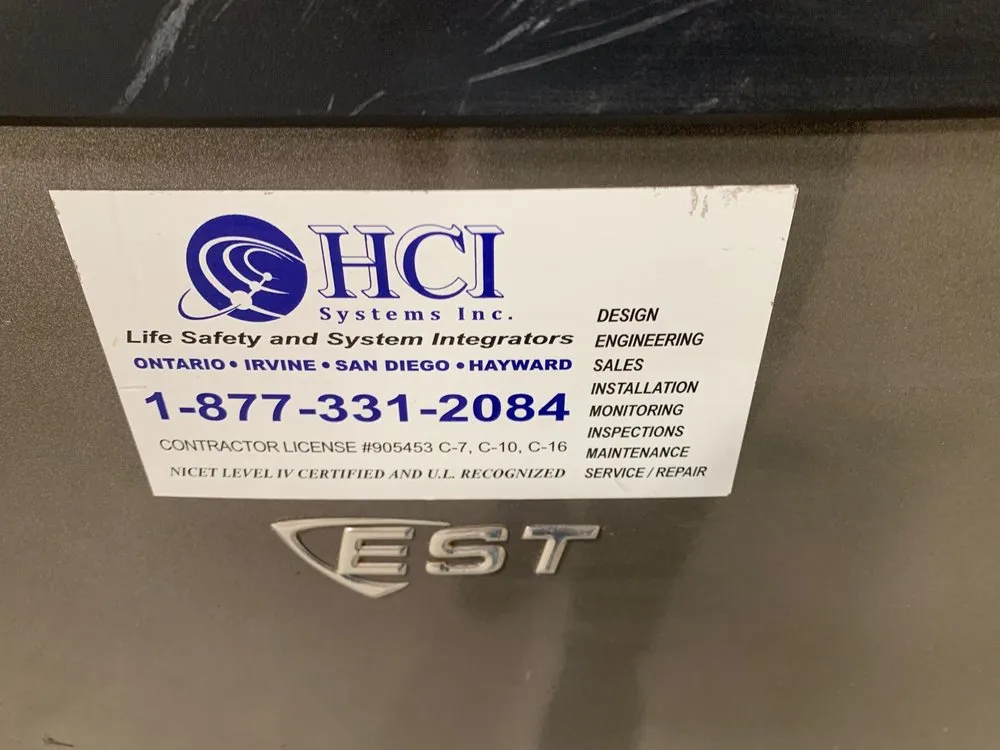 HCI
Systems Inc.
Life Safety and System Integrators
ONTARIO • IRVINE • SAN DIEGO • HAYWARD
1-877-331-2084
CONTRACTOR LICENSE #905453 C-7, C-10, C-16
NICET LEVEL IV CERTIFIED AND U.L. RECOGNIZED
DESIGN
ENGINEERING
SALES
INSTALLATION
MONITORING
INSPECTIONS
MAINTENANCE
SERVICE / REPAIR
EST